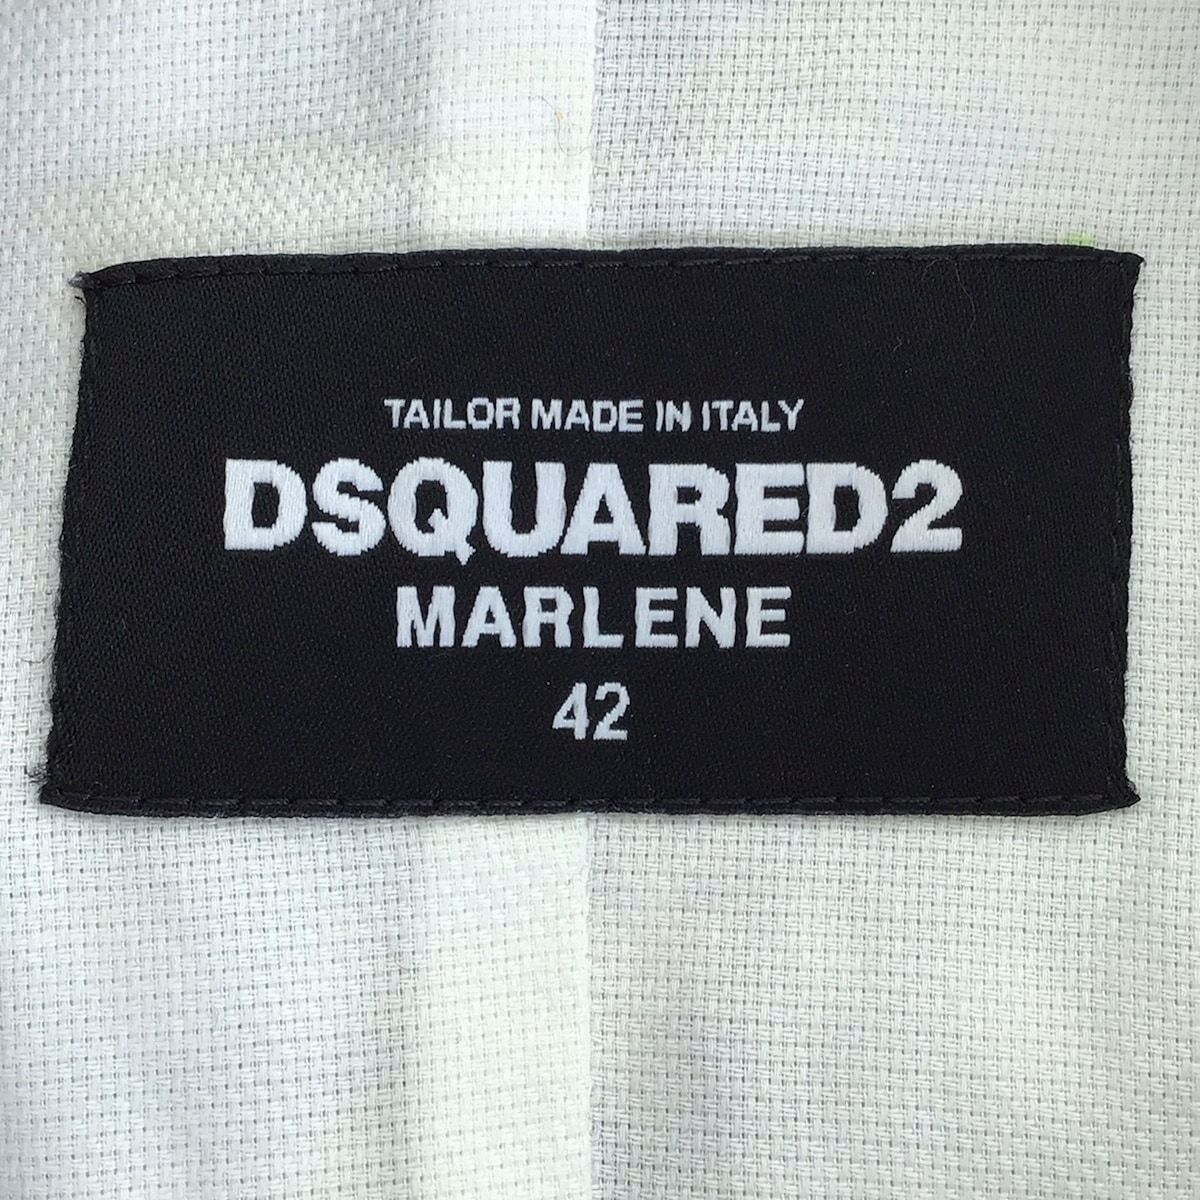 TAILOR MADE IN ITALY
DSQUARED2
MARLENE
42